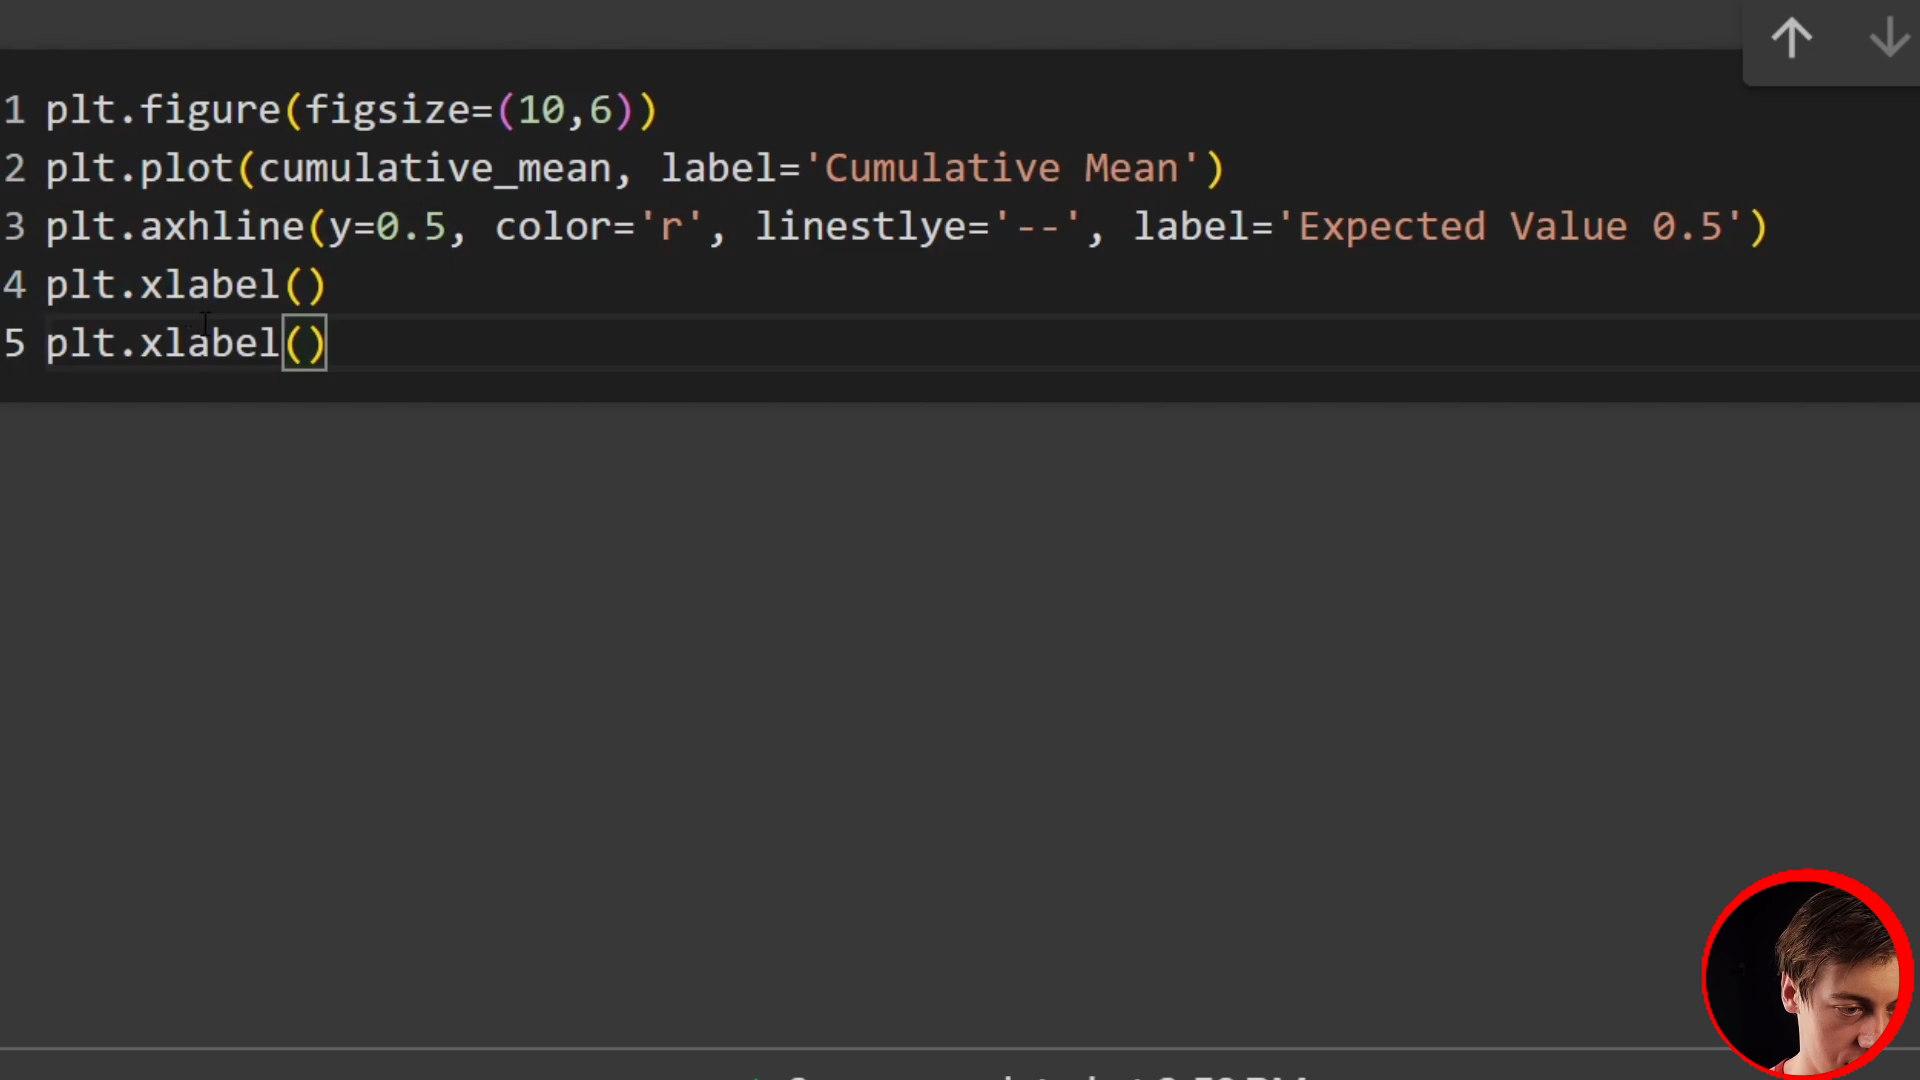 1 plt.figure(figsize=(10,6))
2 plt.plot(cumulative_mean, label='Cumulative Mean')
3 plt.axhline(y=0.5, color='r', linestlye='--', label='Expected Value 0.5')
4 plt.xlabel()
5 plt.xlabel()